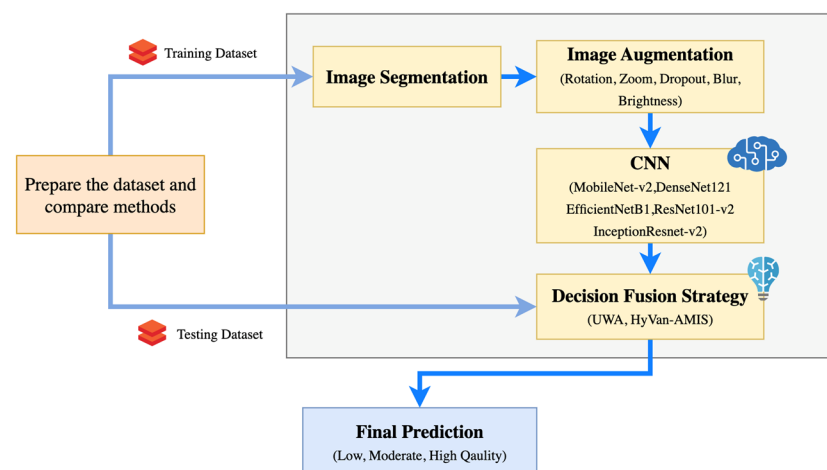 Training Dataset
Image Segmentation
Image Augmentation
(Rotation, Zoom, Dropout, Blur,
Brightness)
Prepare the dataset and
compare methods
CNN
(MobileNet-v2,DenseNet121
EfficientNetB1,ResNet101-v2
InceptionResnet-v2)
Decision Fusion Strategy
(UWA, HyVan-AMIS)
Testing Dataset
Final Prediction
(Low, Moderate, High Qaulity)